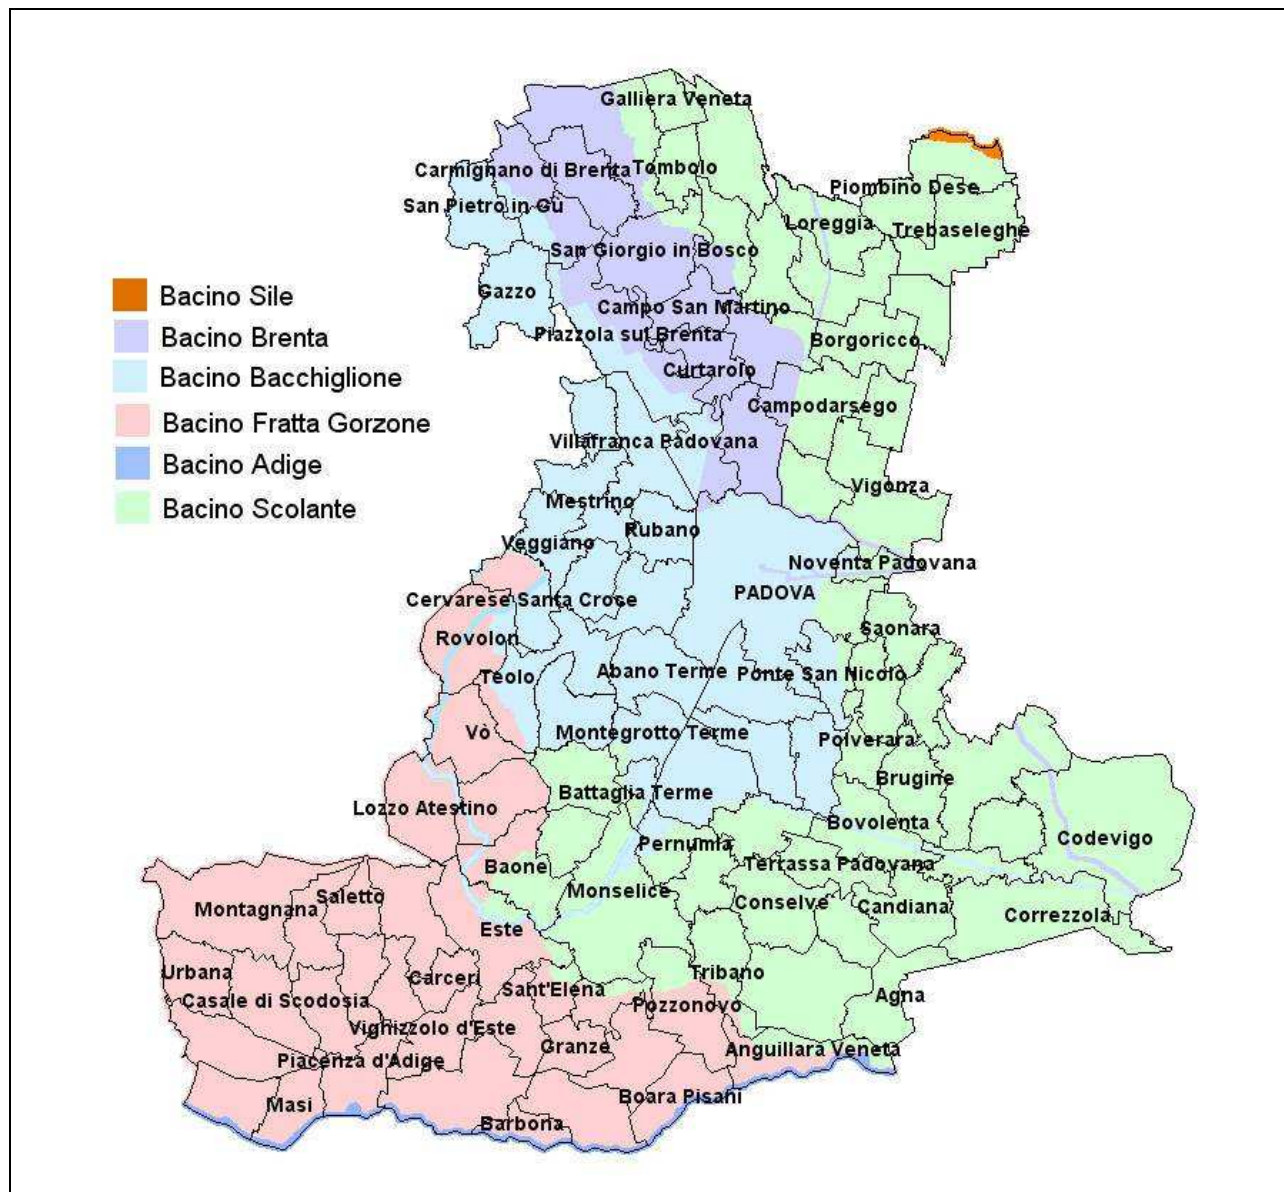 Galliera Veneta
Carmignano di Brenta
Tombolo
Piombino Dese
San Pietro in Gu
Loreggia
Trebaseleghe
San Giorgio in Bosco
Gazzo
Campo San Martino
Piazzola sul Brenta
Borgoricco
Curtarolo
Campodarsego
Villafranca Padovana
Vigonza
Mestrino
Rubano
Veggiano
Noventa Padovana
PADOVA
Cervarese Santa Croce
Saonara
Rovolon
Teolo
Abano Terme
Ponte San Nicolò
Vò
Montegrotto Terme
Polverara
Brugine
Battaglia Terme
Lozzo Atestino
Bovolenta
Codevigo
Pernumia
Terrassa Padovana
Baone
Monselice
Conselve
Candiana
Correzzola
Saletto
Montagnana
Este
Urbana
Carceri
Tribano
Casale di Scodosia
Sant'Elena
Pozzonovo
Agna
Vighizzolo d'Este
Granze
Anguillara Veneta
Piacenza d'Adige
Boara Pisani
Masi
Barbona
Bacino Sile
Bacino Brenta
Bacino Bacchiglione
Bacino Fratta Gorzone
Bacino Adige
Bacino Scolante